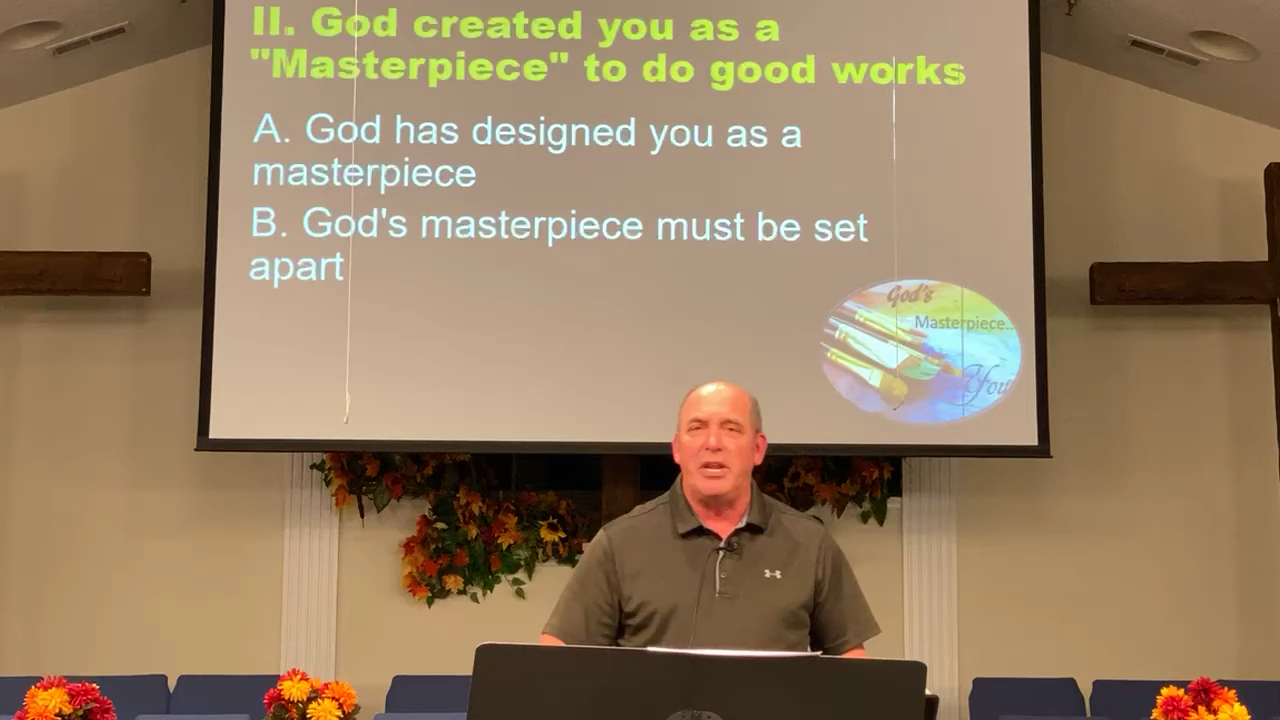 II. God created you as a
"Masterpiece" to do good works
A. God has designed you as a
masterpiece
B. God's masterpiece must be set
apart
God's
Masterpiece..
You